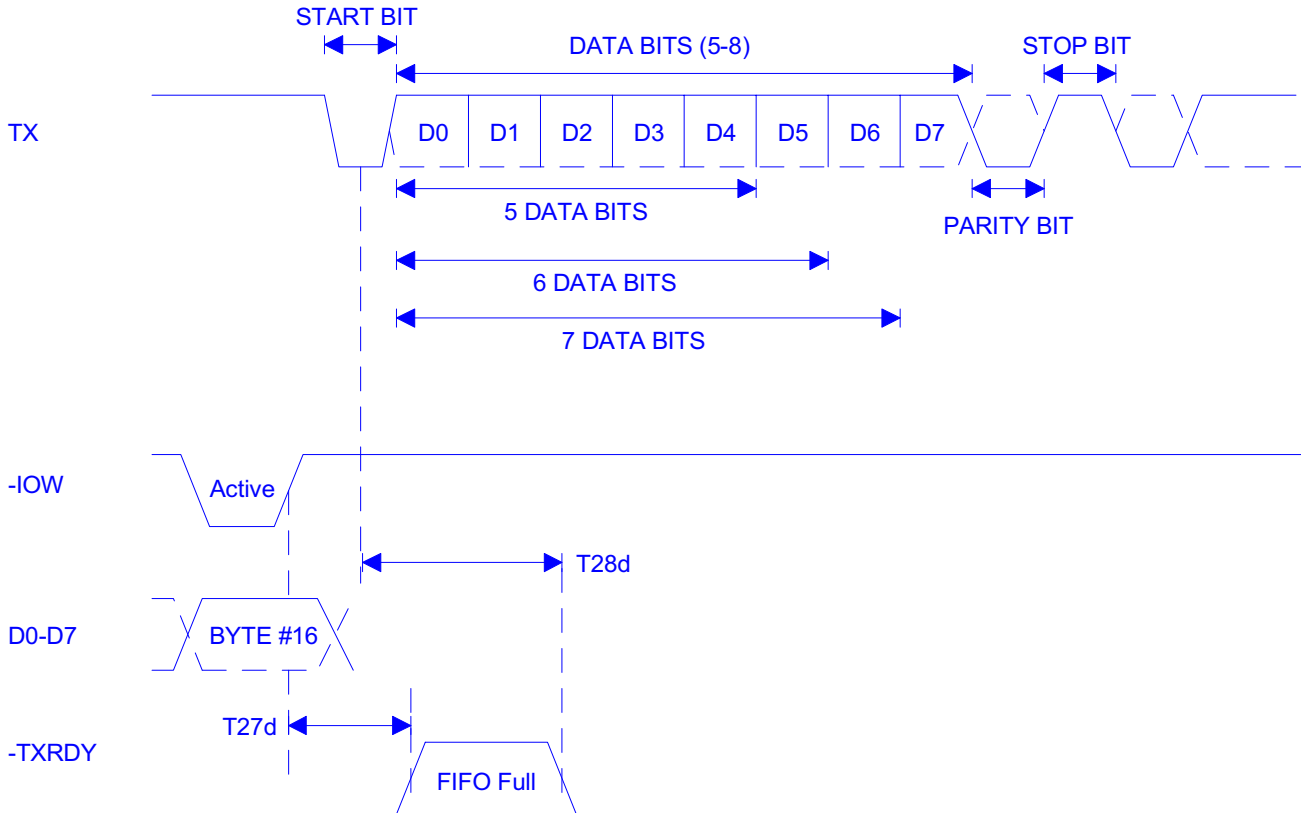 START BIT
DATA BITS (5-8)
STOP BIT
TX
D0 D1 D2 D3 D4 D5 D6 D7
5 DATA BITS
PARITY BIT
6 DATA BITS
7 DATA BITS
-IOW
Active
T28d
D0-D7
BYTE #16
T27d
-TXRDY
FIFO Full